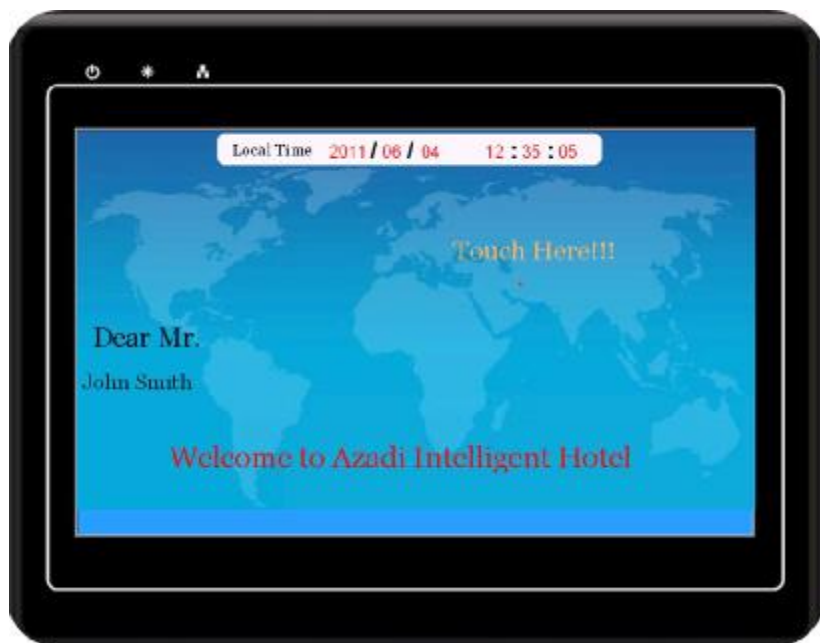 Local Time 2011/06/04 12:35:05
Touch Here!!!
Dear Mr.
John Smith
Welcome to Azadi Intelligent Hotel